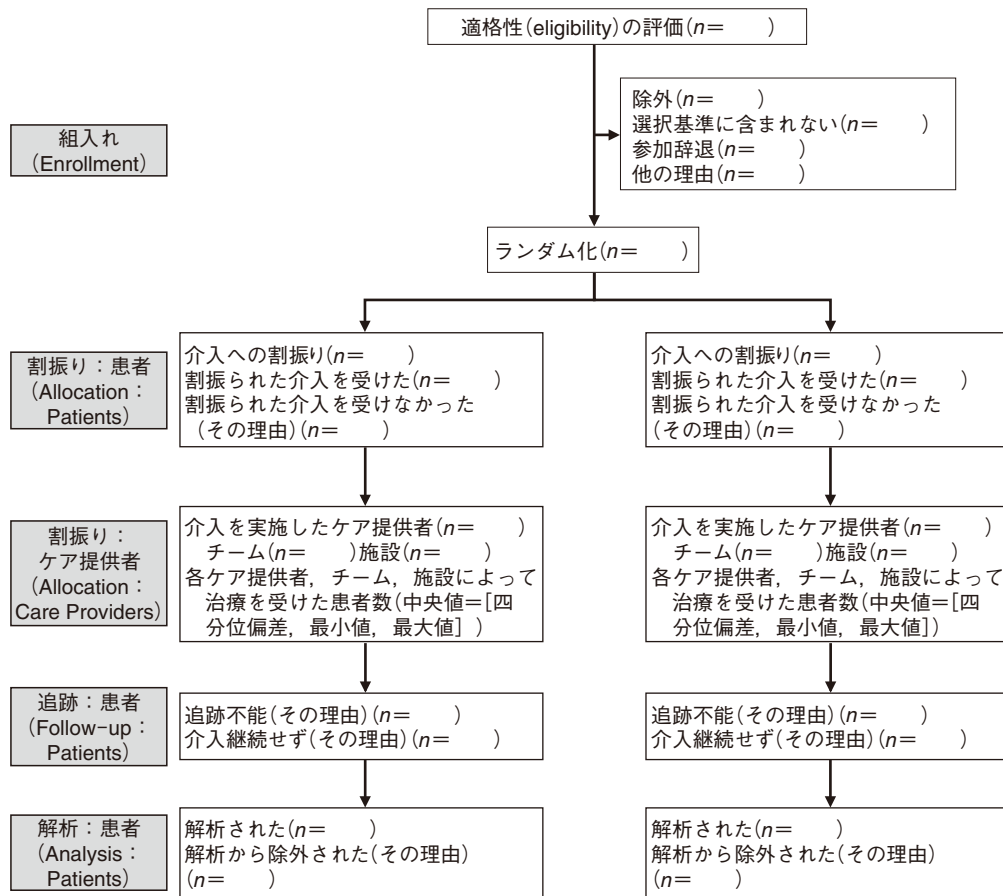 適格性(eligibility)の評価(n=　　)
除外(n=　　)
選択基準に含まれない(n=　　)
参加辞退(n=　　)
他の理由(n=　　)
組入れ
(Enrollment)
ランダム化(n=　　)
割振り：患者
(Allocation：
Patients)
介入への割振り(n=　　)
割振られた介入を受けた(n=　　)
割振られた介入を受けなかった
(その理由)(n=　　)
介入への割振り(n=　　)
割振られた介入を受けた(n=　　)
割振られた介入を受けなかった
(その理由)(n=　　)
割振り：
ケア提供者
(Allocation：
Care Providers)
介入を実施したケア提供者(n=　　)
チーム(n=　　)施設(n=　　)
各ケア提供者，チーム，施設によって
治療を受けた患者数(中央値=[四
分位偏差，最小値，最大値] )
介入を実施したケア提供者(n=　　)
チーム(n=　　)施設(n=　　)
各ケア提供者，チーム，施設によって
治療を受けた患者数(中央値=[四
分位偏差，最小値，最大値])
追跡：患者
(Follow-up：
Patients)
追跡不能(その理由)(n=　　)
介入継続せず(その理由)(n=　　)
追跡不能(その理由)(n=　　)
介入継続せず(その理由)(n=　　)
解析：患者
(Analysis：
Patients)
解析された(n=　　)
解析から除外された(その理由)
(n=　　)
解析された(n=　　)
解析から除外された(その理由)
(n=　　)